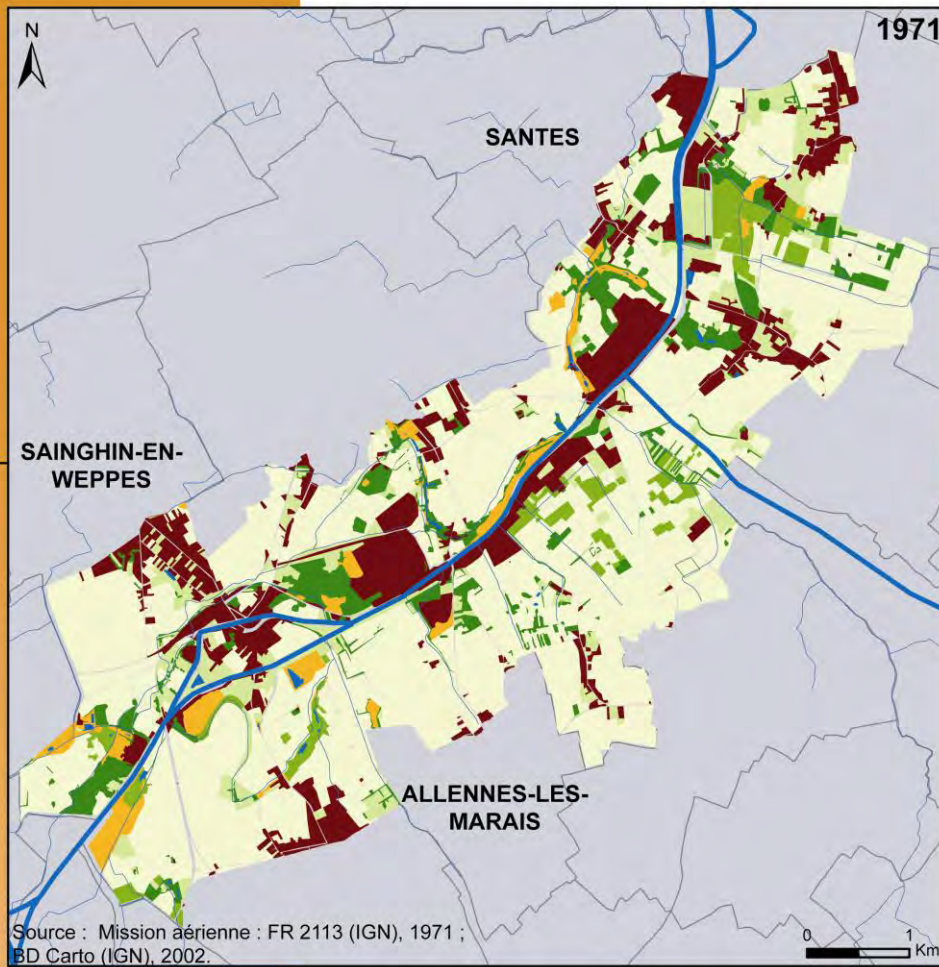 1971
N
SANTES
SAINGHIN-EN-
WEPPES
ALLENNES-LES-
MARAIS
Source : Mission aérienne : FR 2113 (IGN), 1971 ;
BD Carto (IGN), 2002.
0 1
Km